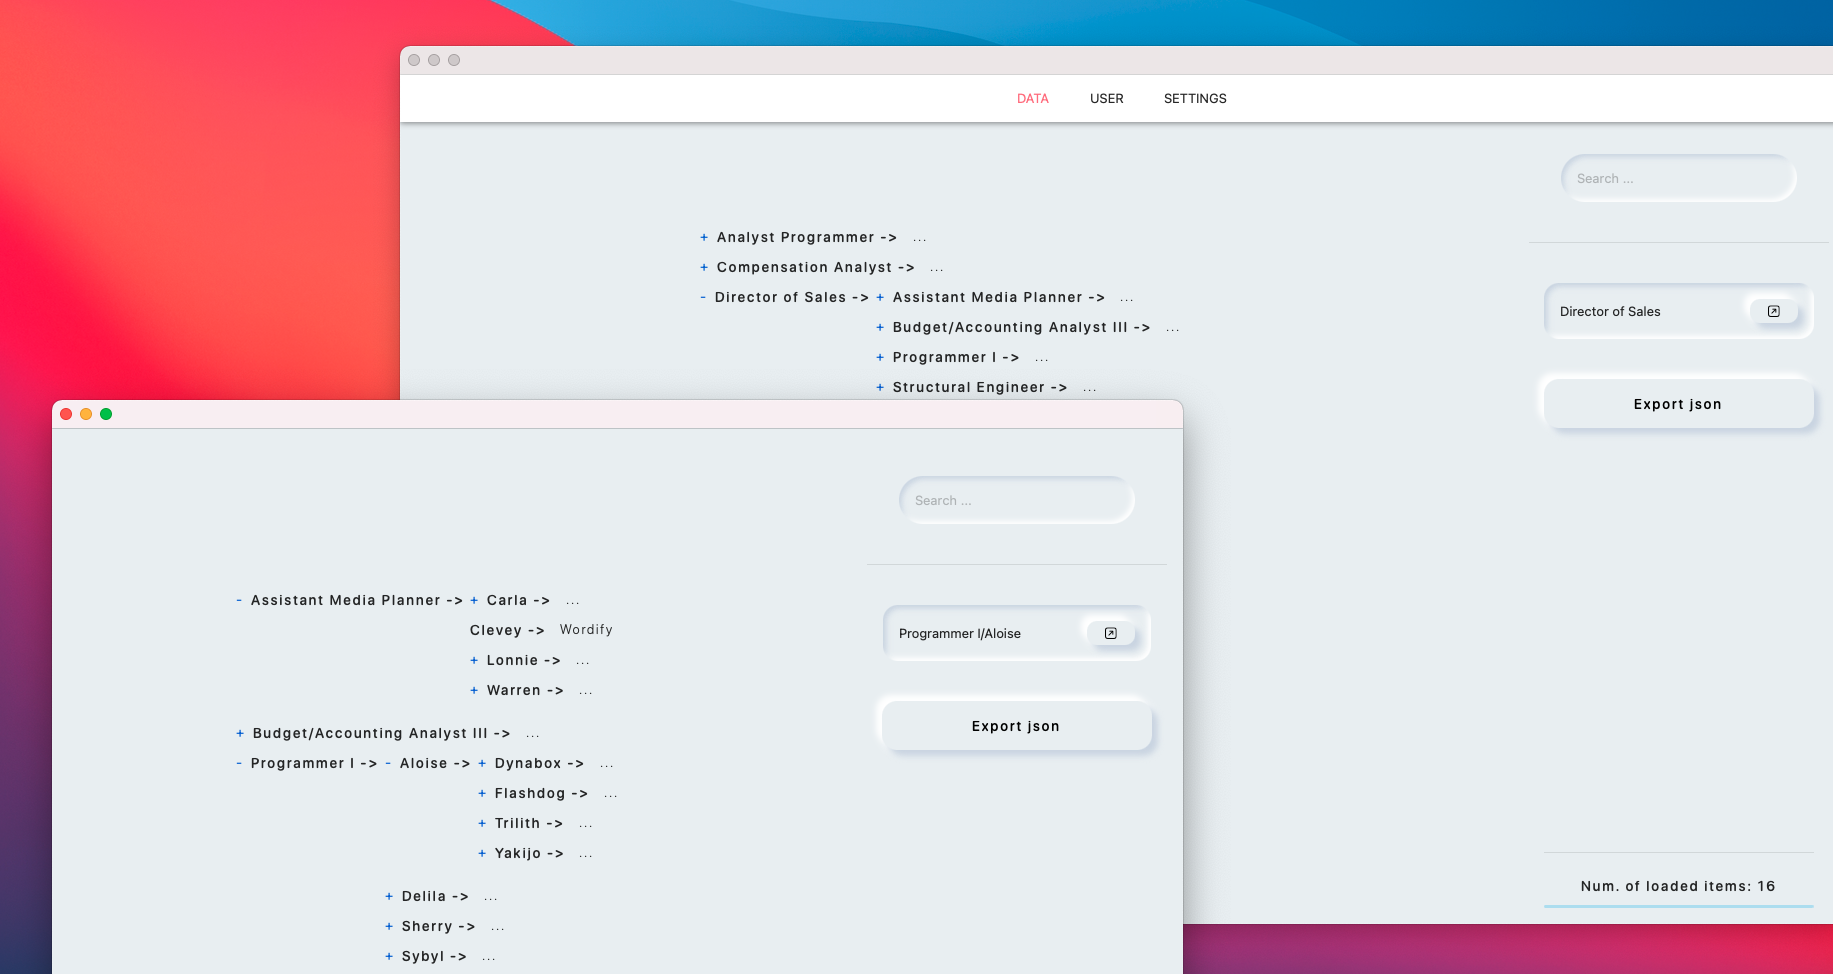 DATA USER SETTINGS
Search ...
+ Analyst Programmer -> ...
+ Compensation Analyst -> ...
- Director of Sales -> + Assistant Media Planner -> ...
+ Budget/Accounting Analyst III -> ...
+ Programmer I -> ...
+ Structural Engineer -> ...
Director of Sales
Export json
Num. of loaded items: 16
Search ...
- Assistant Media Planner -> + Carla -> ...
Clevey -> Wordify
+ Lonnie -> ...
+ Warren -> ...
+ Budget/Accounting Analyst III -> ...
- Programmer I -> - Aloise -> + Dynabox -> ...
+ Flashdog -> ...
+ Trilith -> ...
+ Yakijo -> ...
+ Delila -> ...
+ Sherry -> ...
+ Sybyl -> ...
Programmer I/Aloise
Export json